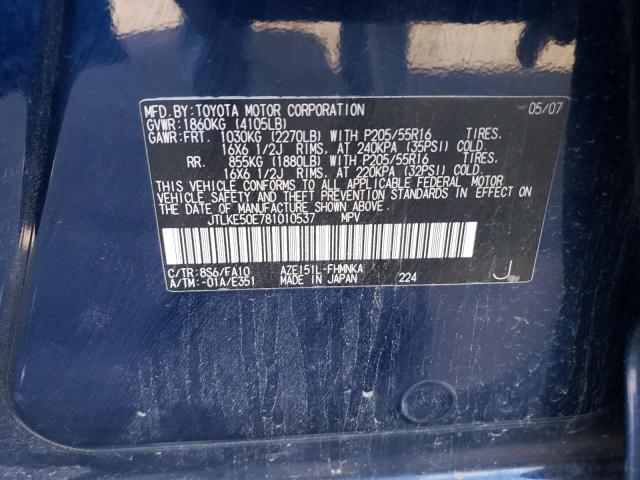 MFD. BY: TOYOTA MOTOR CORPORATION 05/07
GVWR: 1860KG (4105LB)
GAWR: FRT. 1030KG (2270LB) WITH P205/55R16 TIRES.
16X6 1/2J RIMS. AT 240KPA (35PSI) COLD.
RR. 855KG (1880LB) WITH P205/55R16 TIRES.
16X6 1/2J RIMS. AT 220KPA (32PSI) COLD.
THIS VEHICLE CONFORMS TO ALL APPLICABLE FEDERAL MOTOR
VEHICLE SAFETY AND THEFT PREVENTION STANDARDS IN EFFECT
ON THE DATE OF MANUFACTURE SHOWN ABOVE.
JTLKE50E781010537 MPV
C/TR: 8S6/FA10 AZE151L-FHMNKA
A/TM: -01A/E351 MADE IN JAPAN 224 J